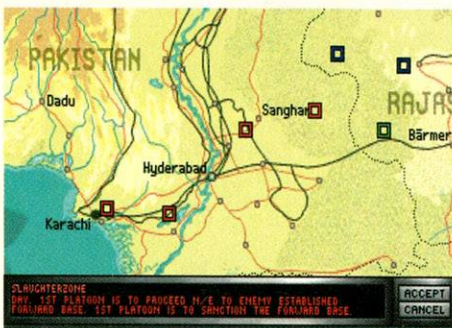 PAKISTAN
Dadu
Sanghar
RAJAS
Bärmer
Hyderabad
Karachi
SLAUGHTERZONE
DAY. 1ST PLATOON IS TO PROCEED N/E TO ENEMY ESTABLISHED
FORWARD BASE. 1ST PLATOON IS TO SANCTION THE FORWARD BASE.
ACCEPT
CANCEL